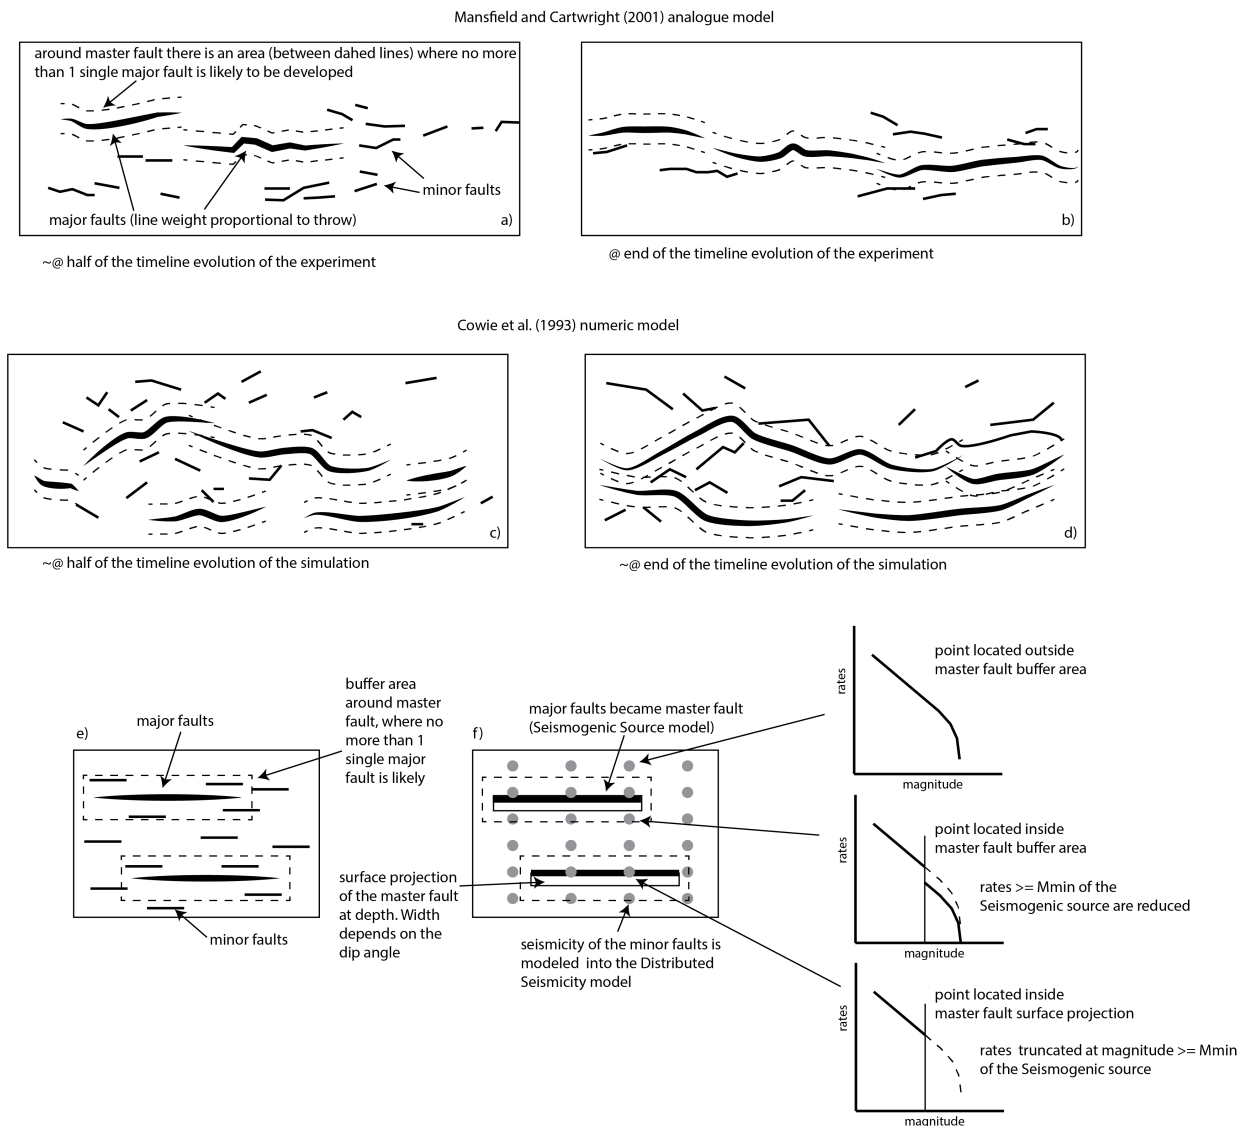 Mansfield and Cartwright (2001) analogue model
around master fault there is an area (between dahed lines) where no more
than 1 single major fault is likely to be developed
minor faults
major faults (line weight proportional to throw)
a)
b)
~@ half of the timeline evolution of the experiment
@ end of the timeline evolution of the experiment
Cowie et al. (1993) numeric model
c)
d)
~@ half of the timeline evolution of the simulation
~@ end of the timeline evolution of the simulation
e)
major faults
buffer area
around master
fault, where no
more than 1
single major
fault is likely
minor faults
f)
major faults became master fault
(Seismogenic Source model)
surface projection
of the master fault
at depth. Width
depends on the
dip angle
seismicity of the minor faults is
modeled into the Distributed
Seismicity model
rates
point located outside
master fault buffer area
magnitude
rates
point located inside
master fault buffer area
rates >= Mmin of the
Seismogenic source are reduced
magnitude
rates
point located inside
master fault surface projection
rates truncated at magnitude >= Mmin
of the Seismogenic source
magnitude